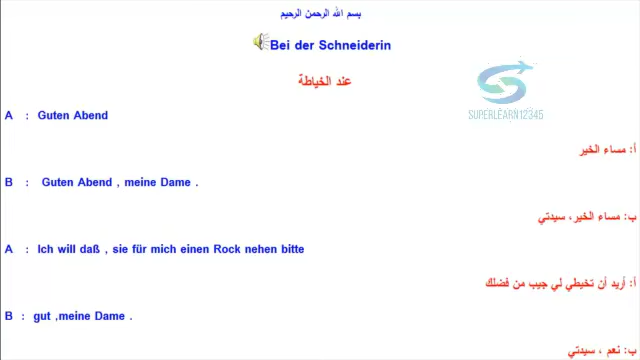 بسم الله الرحمن الرحيم
Bei der Schneiderin
عند الخياطة
SUPERLEARN12345
A : Guten Abend
أ: مساء الخير
B : Guten Abend , meine Dame .
ب: مساء الخير، سيدتي
A : Ich will daß , sie für mich einen Rock nehen bitte
أ: أريد أن تخيطي لي جيب من فضلك
B : gut ,meine Dame .
ب: نعم ، سيدتي